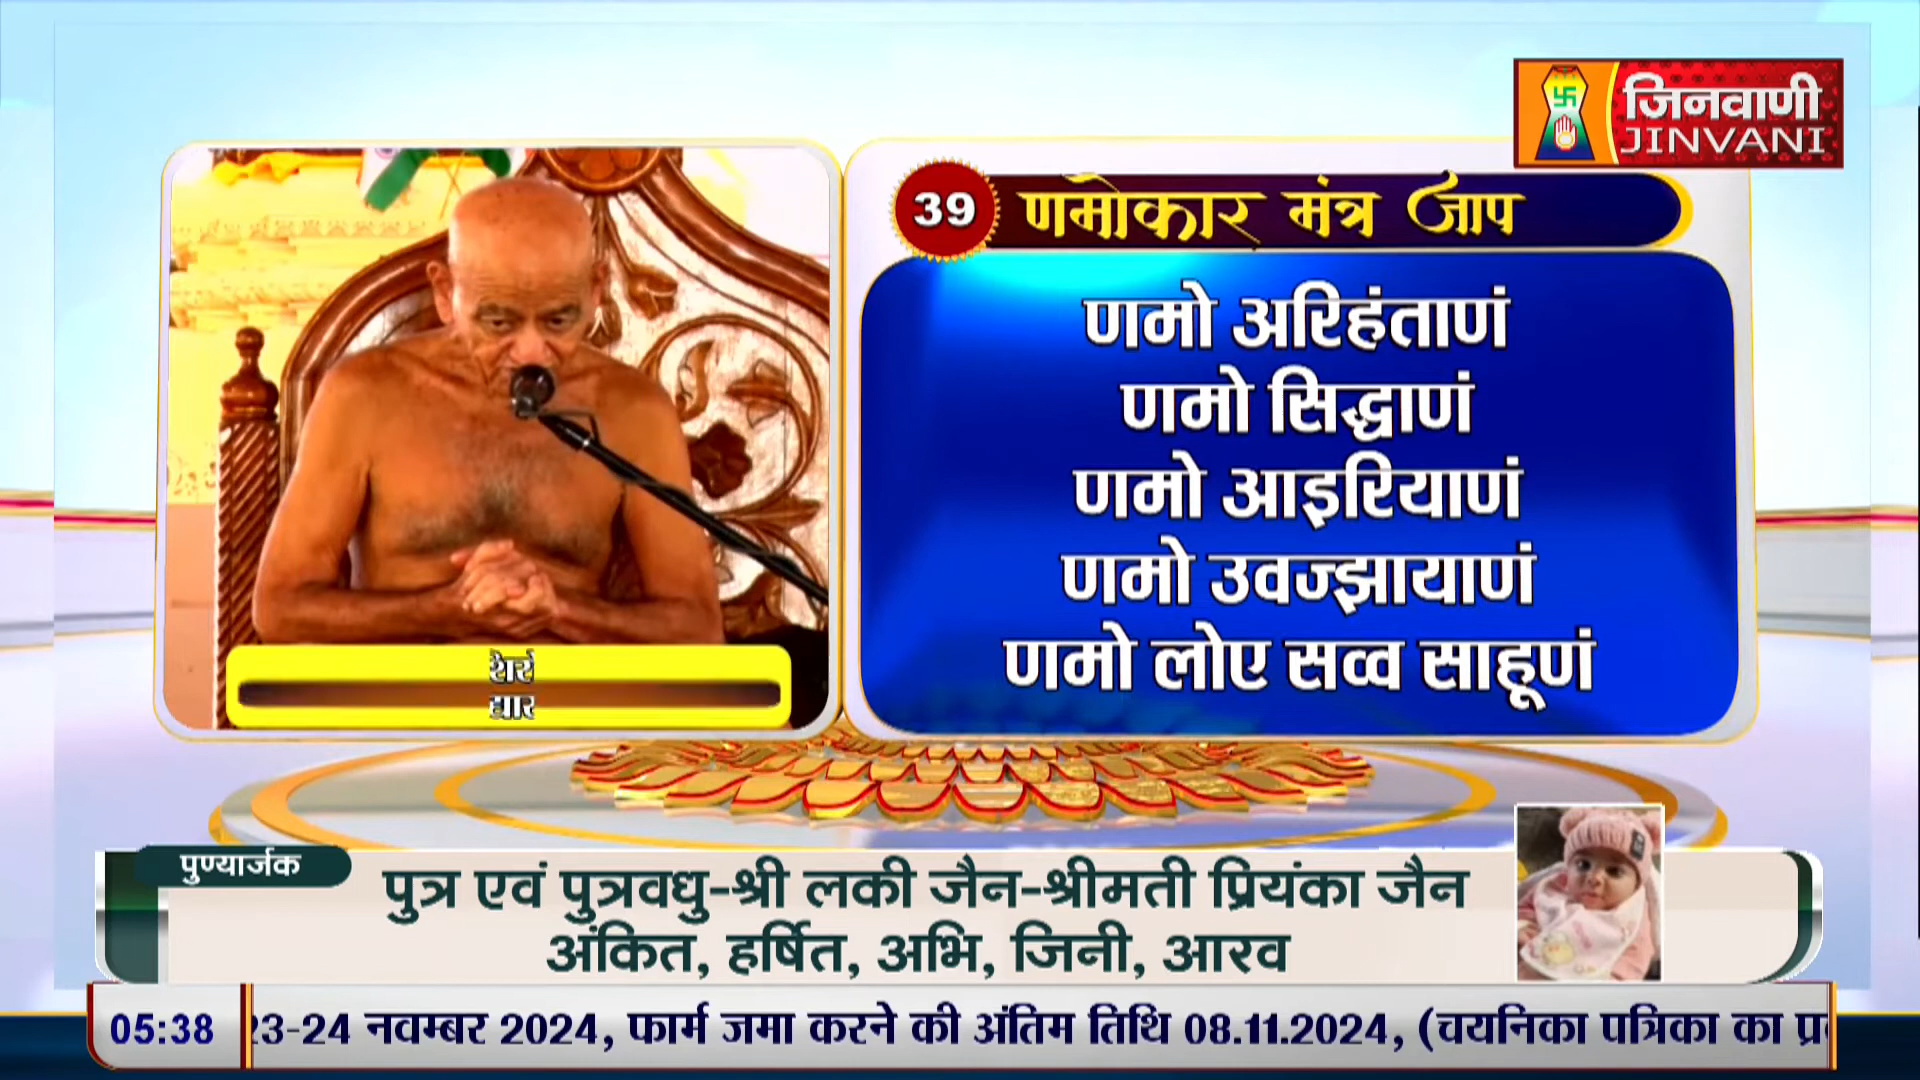 जिनवाणी
JINVANI
39 णमोकार मंत्र जाप
णमो अरिहंताणं
णमो सिद्धाणं
णमो आइरियाणं
णमो उवज्झायाणं
णमो लोए सव्व साहूणं
पुण्यार्जक
पुत्र एवं पुत्रवधु-श्री लकी जैन-श्रीमती प्रियंका जैन
अंकित, हर्षित, अभि, जिनी, आरव
05:38
23-24 नवम्बर 2024, फार्म जमा करने की अंतिम तिथि 08.11.2024, (चयनिका पत्रिका का